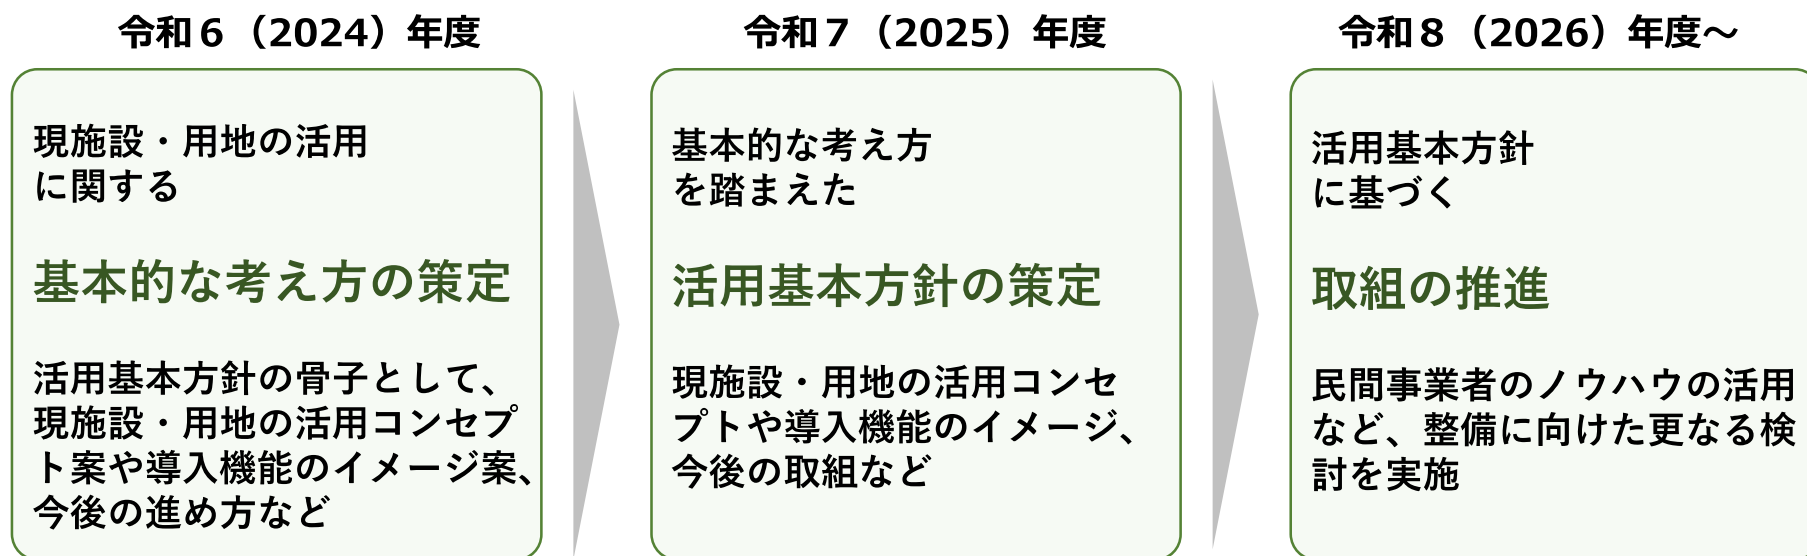 令和６（2024）年度
現施設・用地の活用
に関する
基本的な考え方の策定
活用基本方針の骨子として、
現施設・用地の活用コンセプ
ト案や導入機能のイメージ案、
今後の進め方など
令和７（2025）年度
基本的な考え方
を踏まえた
活用基本方針の策定
現施設・用地の活用コンセ
プトや導入機能のイメージ、
今後の取組など
令和８（2026）年度～
活用基本方針
に基づく
取組の推進
民間事業者のノウハウの活用
など、整備に向けた更なる検
討を実施